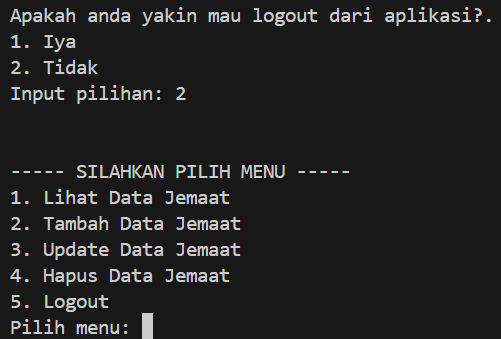 Apakah anda yakin mau logout dari aplikasi?.
1. Iya
2. Tidak
Input pilihan: 2
----- SILAHKAN PILIH MENU -----
1. Lihat Data Jemaat
2. Tambah Data Jemaat
3. Update Data Jemaat
4. Hapus Data Jemaat
5. Logout
Pilih menu: